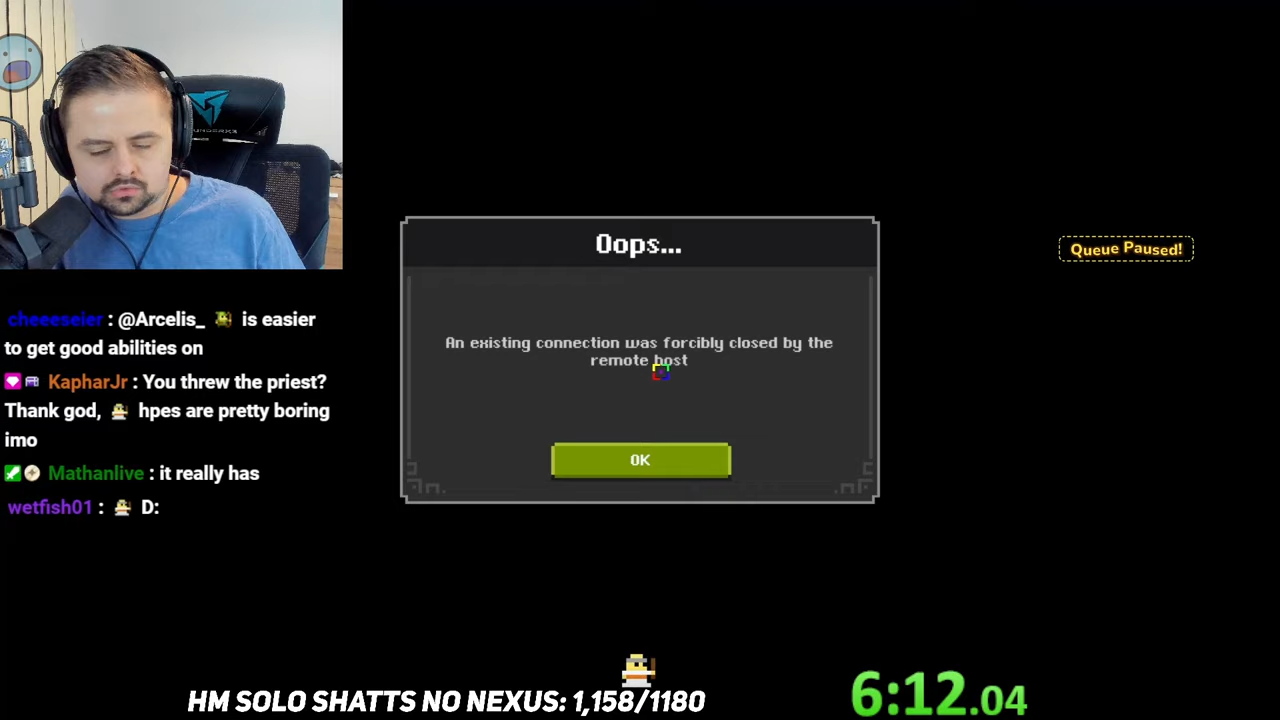 Oops...
An existing connection was forcibly closed by the
remote host
OK
Queue Paused!
cheeeseier : @Arcelis_ is easier
to get good abilities on
KapharJr : You threw the priest?
Thank god, hpes are pretty boring
imo
Mathanlive : it really has
wetfish01 : D:
HM SOLO SHATTS NO NEXUS: 1,158/1180
6:12.04